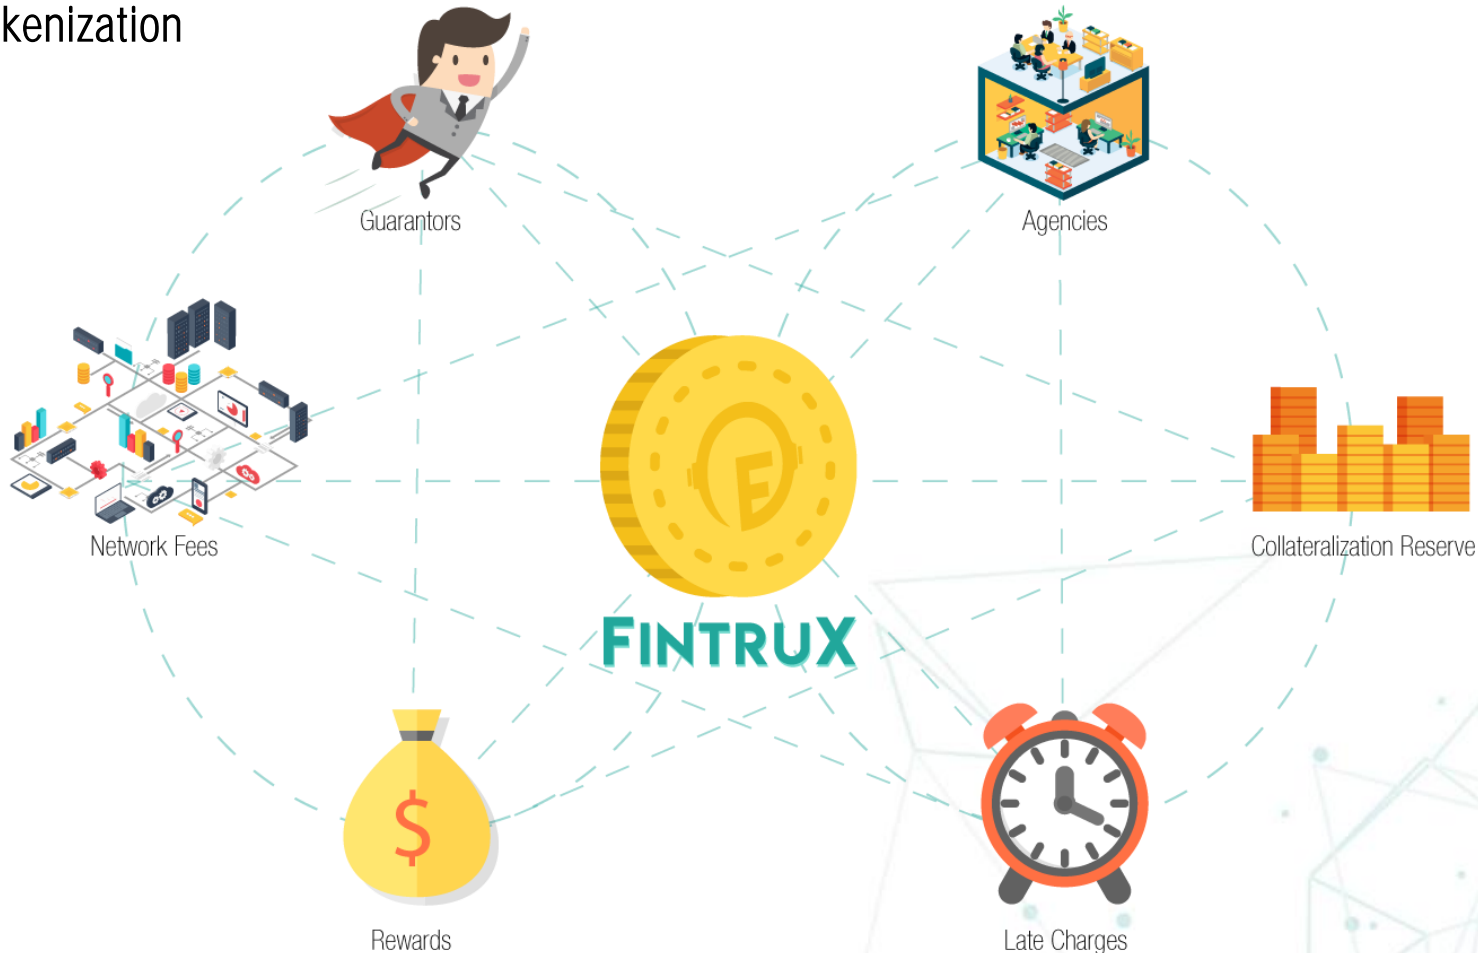 kenization
Guarantors
Agencies
Network Fees
Collateralization Reserve
FINTRUX
$
Rewards
Late Charges